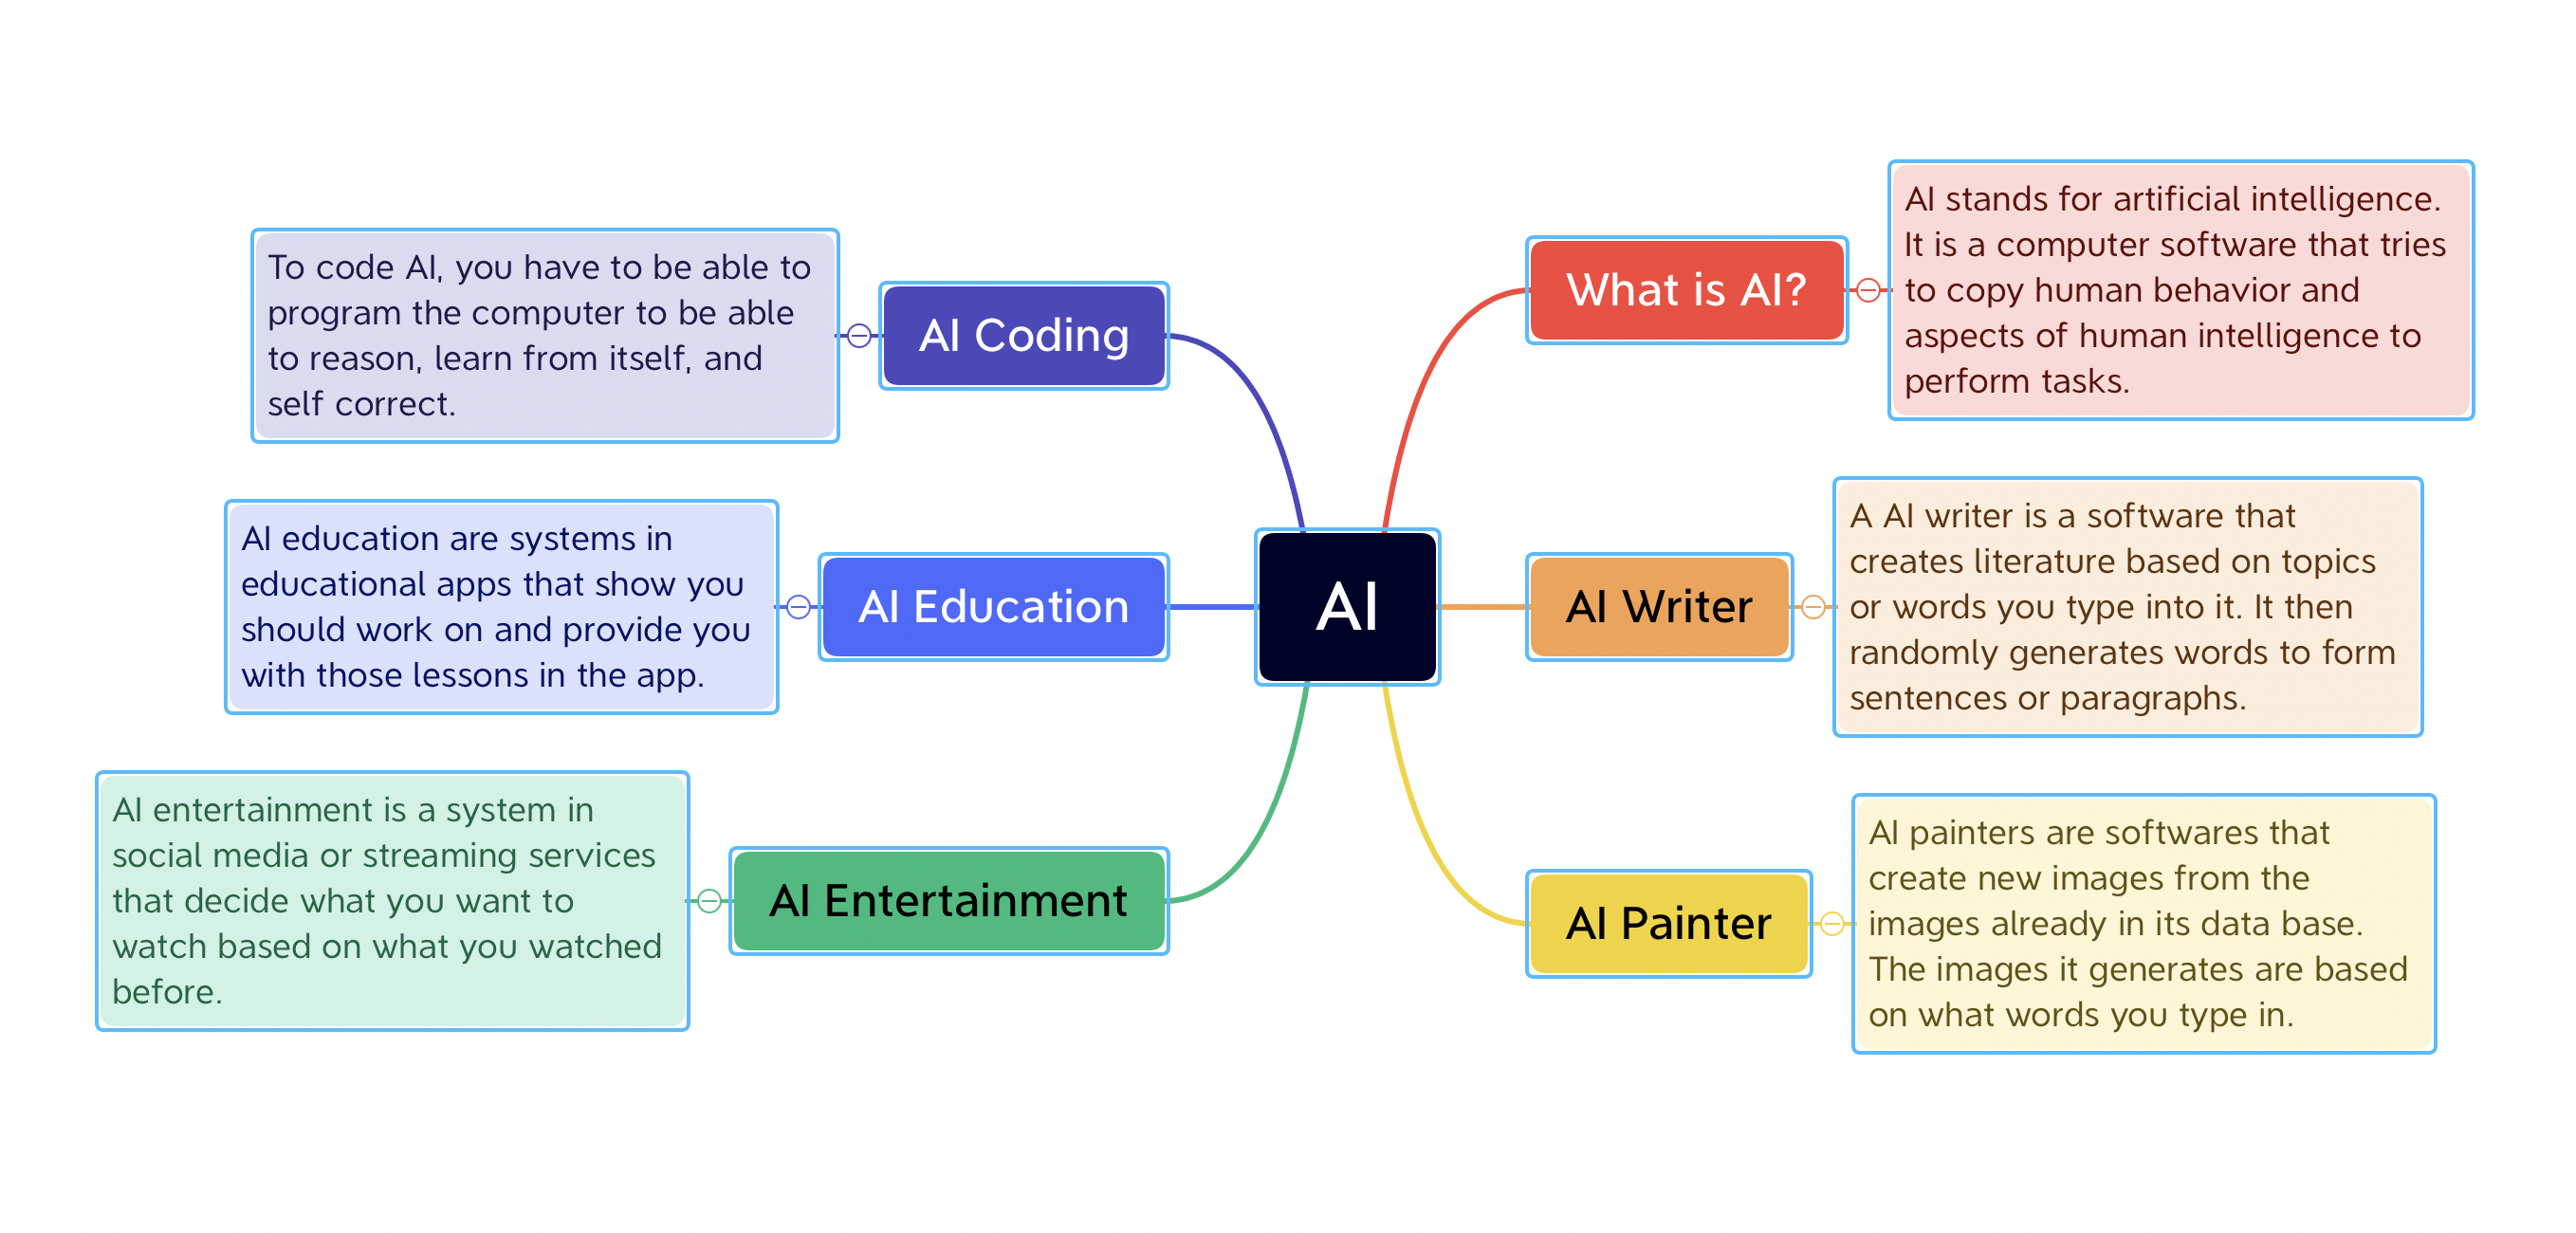 AI
What is AI?
AI stands for artificial intelligence.
It is a computer software that tries
to copy human behavior and
aspects of human intelligence to
perform tasks.
AI Writer
A AI writer is a software that
creates literature based on topics
or words you type into it. It then
randomly generates words to form
sentences or paragraphs.
AI Painter
AI painters are softwares that
create new images from the
images already in its data base.
The images it generates are based
on what words you type in.
AI Coding
To code AI, you have to be able to
program the computer to be able
to reason, learn from itself, and
self correct.
AI Education
AI education are systems in
educational apps that show you
should work on and provide you
with those lessons in the app.
AI Entertainment
AI entertainment is a system in
social media or streaming services
that decide what you want to
watch based on what you watched
before.